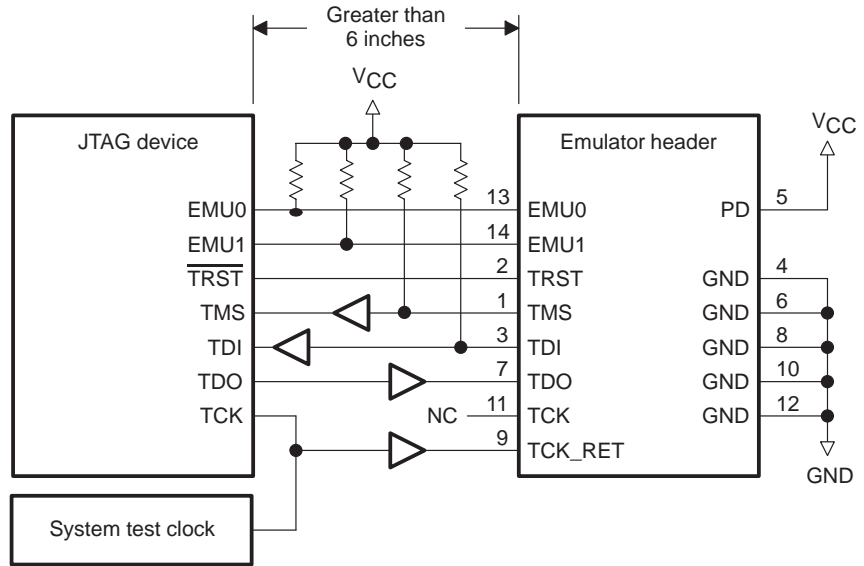 Greater than
6 inches
VCC
JTAG device
Emulator header
VCC
EMU0 13 EMU0 PD 5
EMU1 14 EMU1
TRST 2 TRST GND 4
TMS 1 TMS GND 6
TDI 3 TDI GND 8
TDO 7 TDO GND 10
TCK NC 11 TCK GND 12
9 TCK_RET
GND
System test clock